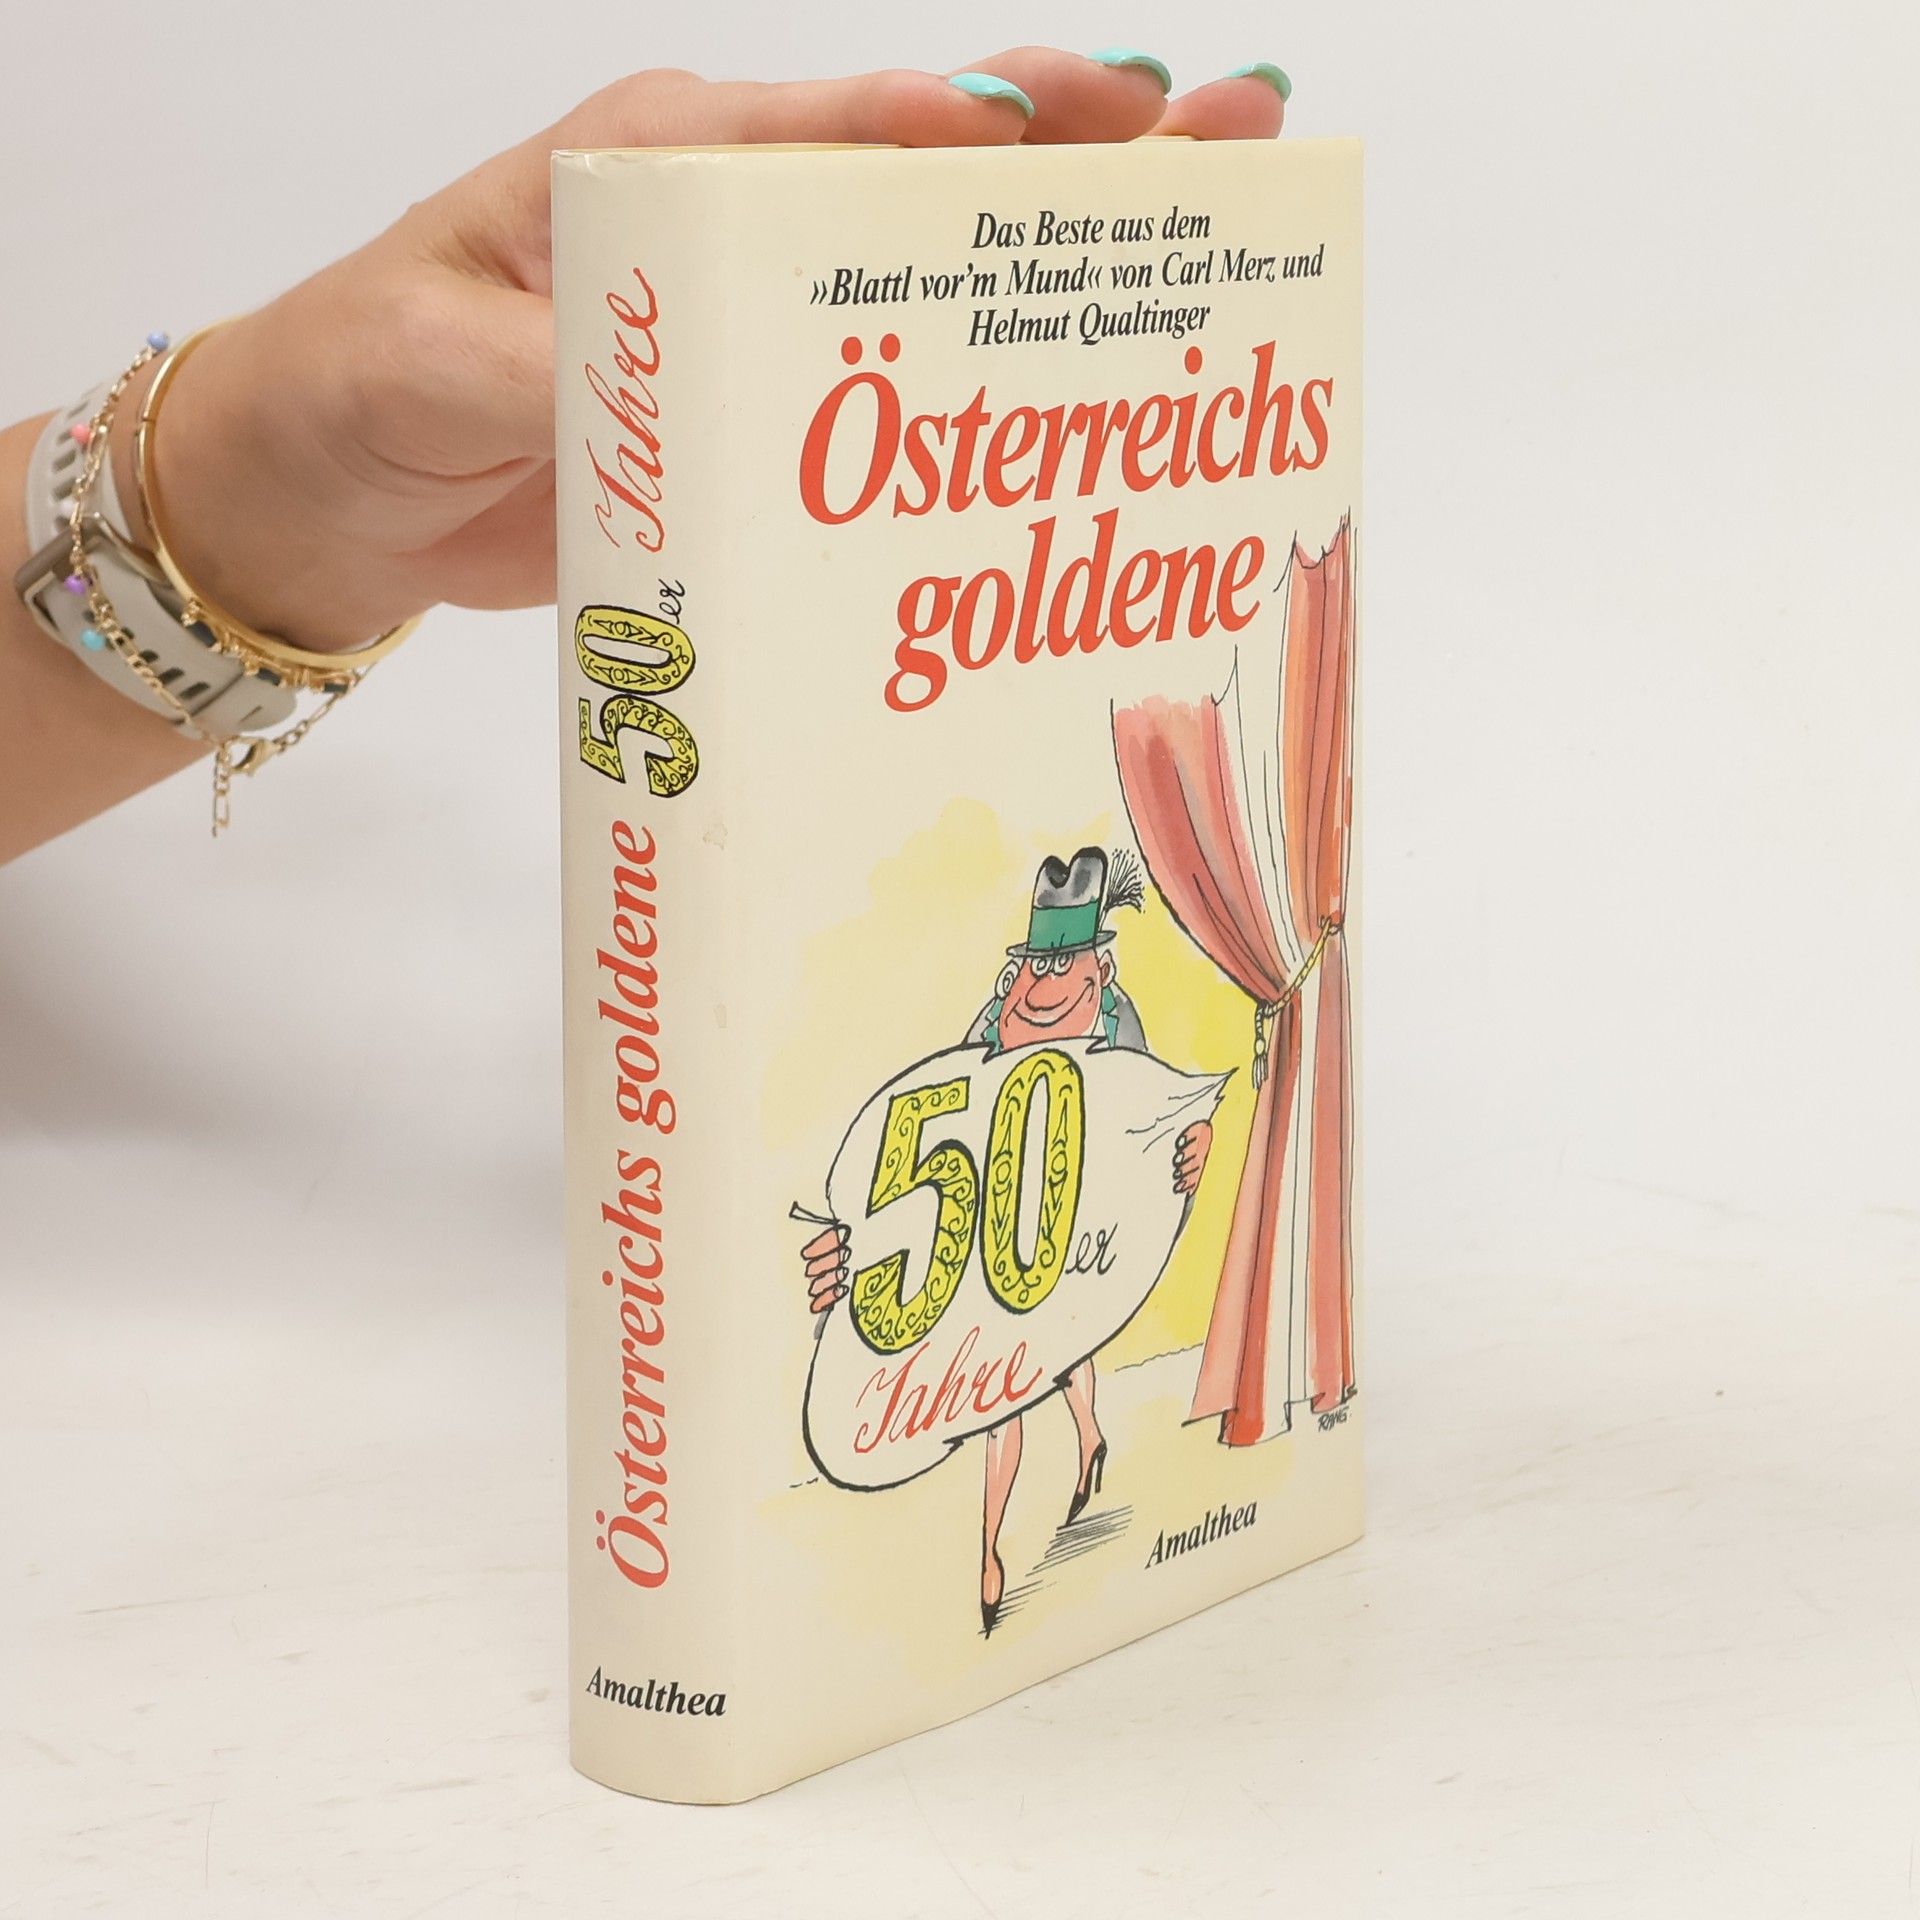 Das Beste aus dem
»Blattl vor'm Mund« von Carl Merz und
Helmut Qualtinger
Österreichs
goldene
50er
Jahre
RANG.
Amalthea
Österreichs goldene 50er Jahre
Amalthea